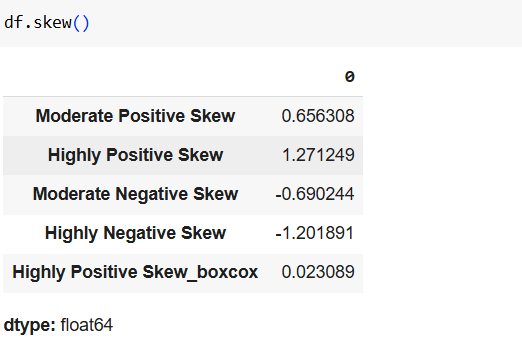 df.skew()
0
Moderate Positive Skew 0.656308
Highly Positive Skew 1.271249
Moderate Negative Skew -0.690244
Highly Negative Skew -1.201891
Highly Positive Skew_boxcox 0.023089
dtype: float64